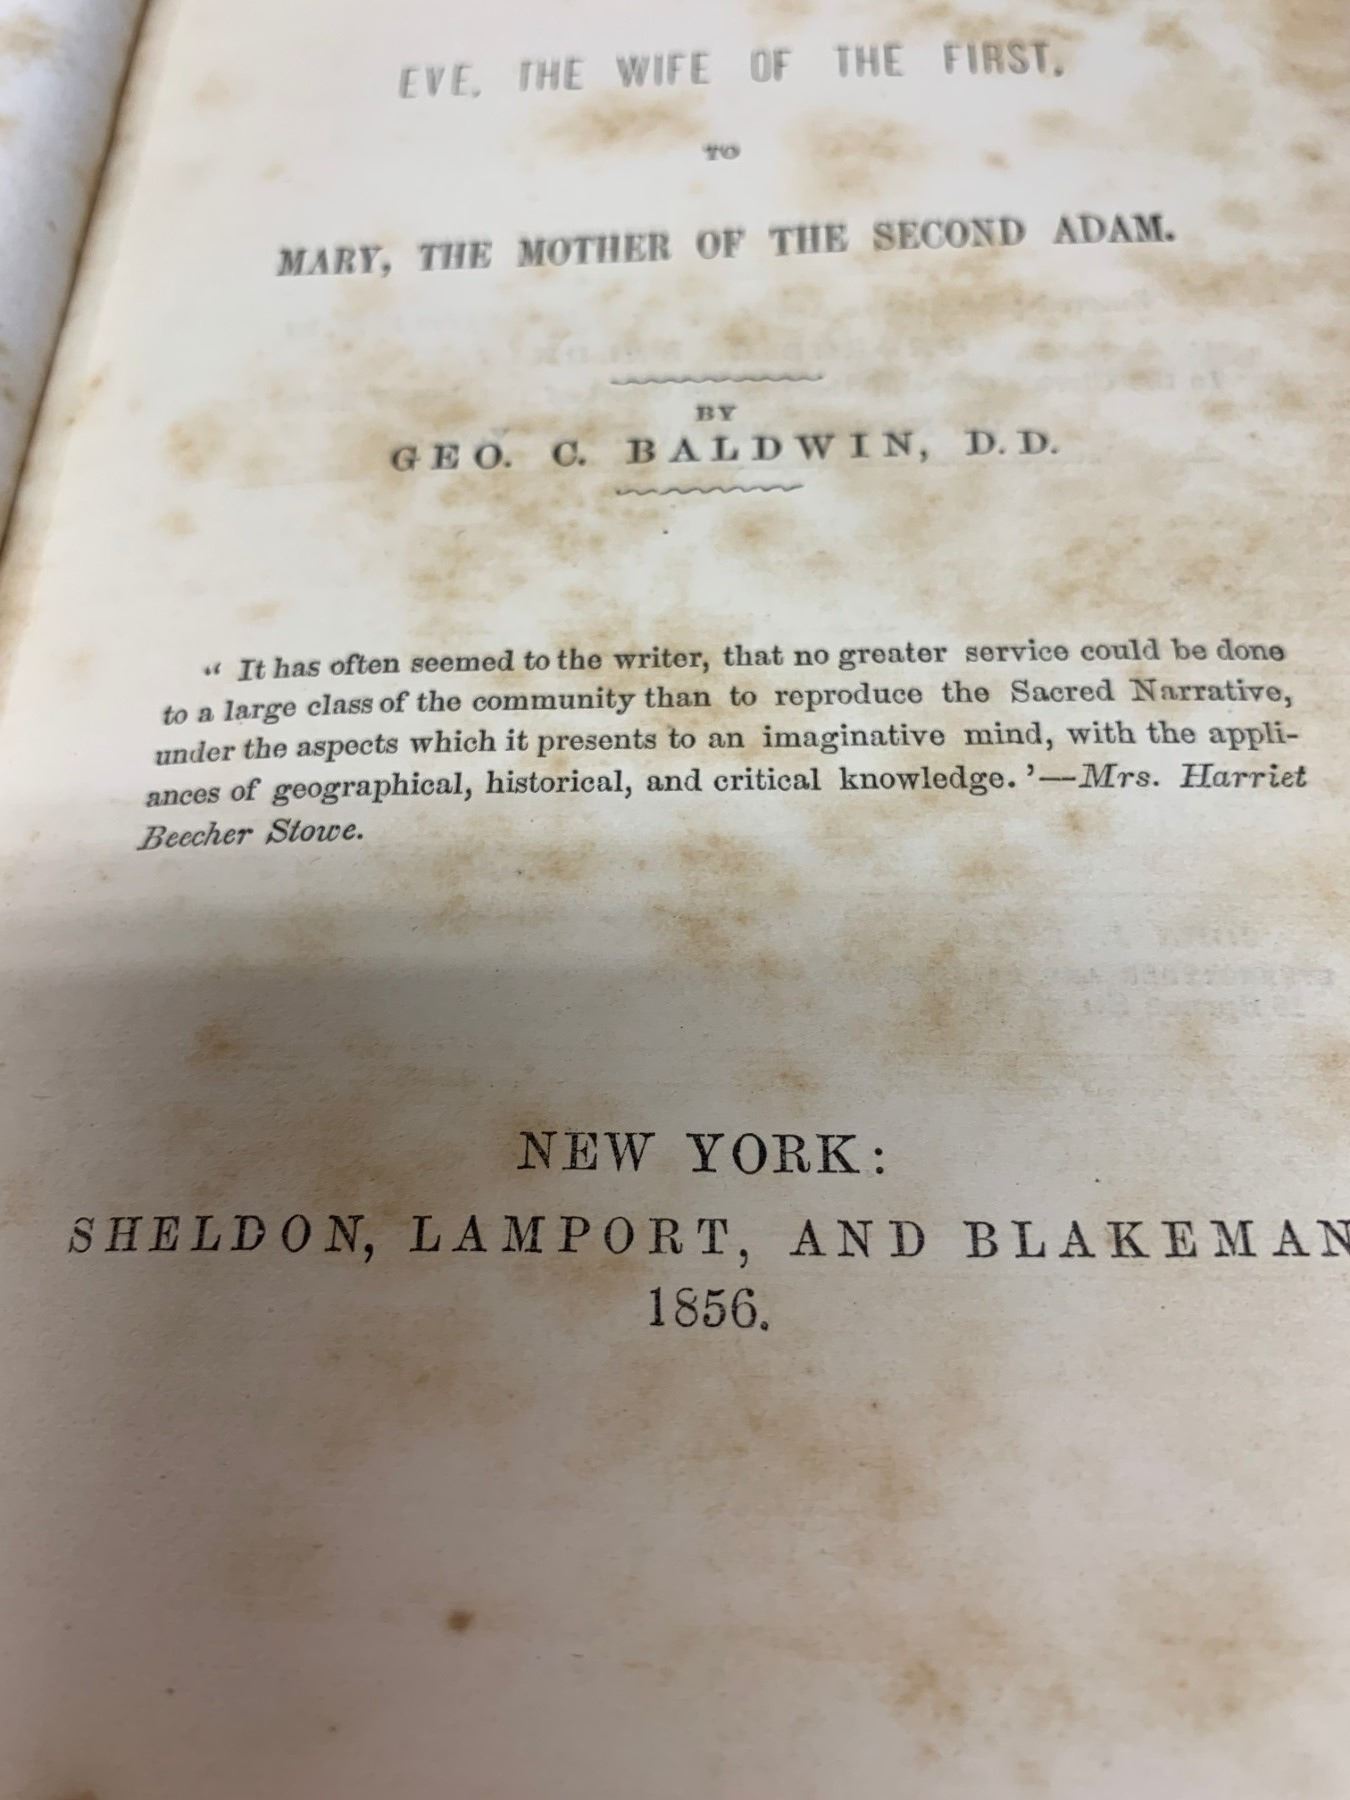 EVE, THE WIFE OF THE FIRST,
TO
MARY, THE MOTHER OF THE SECOND ADAM.
BY
GEO. C. BALDWIN, D.D.
“ It has often seemed to the writer, that no greater service could be done
to a large class of the community than to reproduce the Sacred Narrative,
under the aspects which it presents to an imaginative mind, with the appli-
ances of geographical, historical, and critical knowledge.’—Mrs. Harriet
Beecher Stowe.
NEW YORK:
SHELDON, LAMPORT, AND BLAKEMAN
1856.